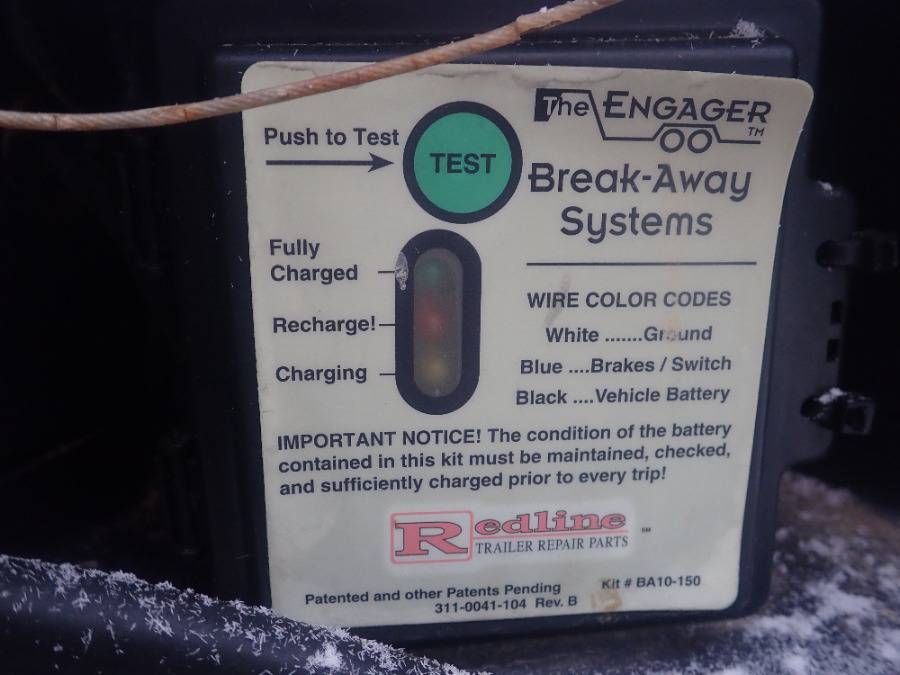 Push to Test
TEST
The ENGAGER TM
Break-Away
Systems
Fully
Charged
Recharge!
Charging
WIRE COLOR CODES
White .......Ground
Blue ....Brakes / Switch
Black ....Vehicle Battery
IMPORTANT NOTICE! The condition of the battery
contained in this kit must be maintained, checked,
and sufficiently charged prior to every trip!
Redline ™
TRAILER REPAIR PARTS
Patented and other Patents Pending
Kit # BA10-150
311-0041-104 Rev. B